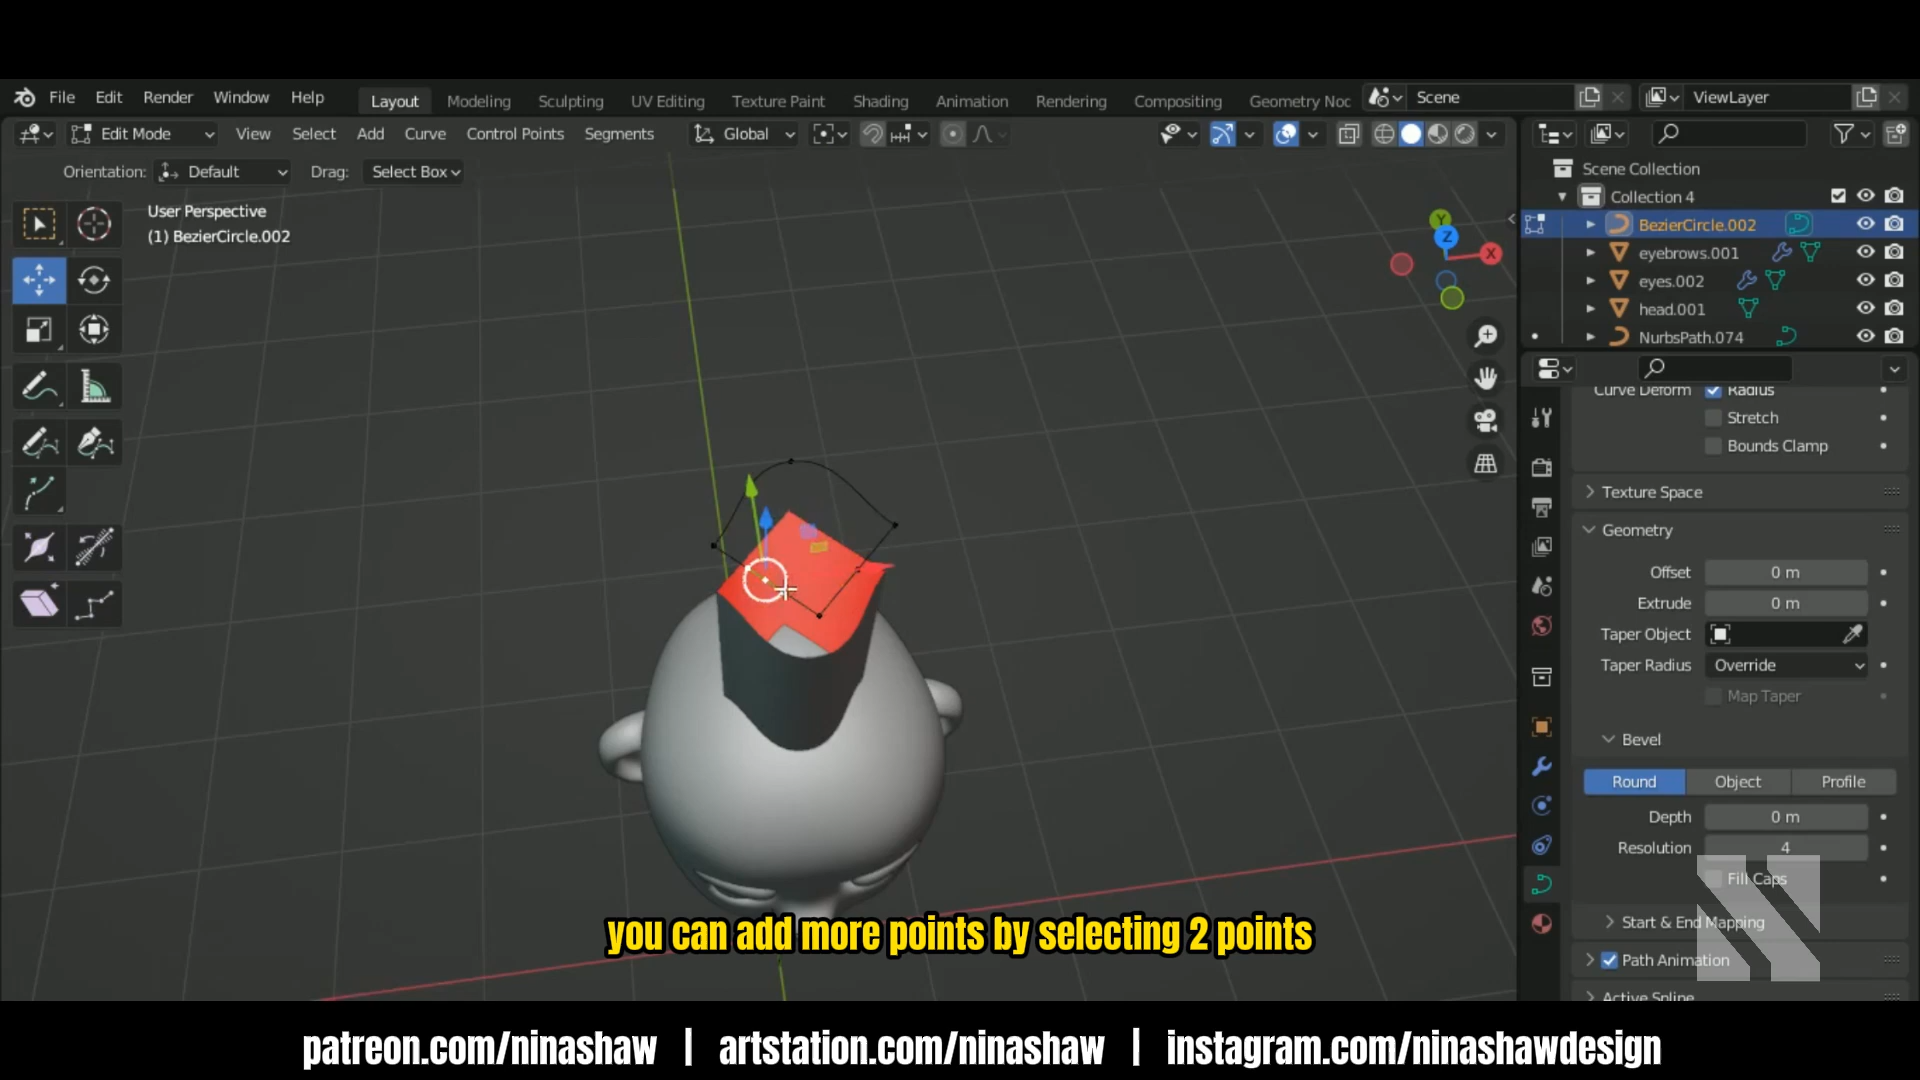 File Edit Render Window Help Layout Modeling Sculpting UV Editing Texture Paint Shading Animation Rendering Compositing Geometry Noc Scene ViewLayer
Edit Mode View Select Add Curve Control Points Segments Global
Orientation: Default Drag: Select Box
User Perspective
(1) BezierCircle.002
Y
Z
X
Scene Collection
Collection 4
BezierCircle.002
eyebrows.001
eyes.002
head.001
NurbsPath.074
Curve Deform Radius
Stretch
Bounds Clamp
Texture Space
Geometry
Offset 0 m
Extrude 0 m
Taper Object
Taper Radius Override
Map Taper
Bevel
Round Object Profile
Depth 0 m
Resolution 4
Fill Caps
Start & End Mapping
Path Animation
Active Spline
you can add more points by selecting 2 points
patreon.com/ninashaw | artstation.com/ninashaw | instagram.com/ninashawdesign